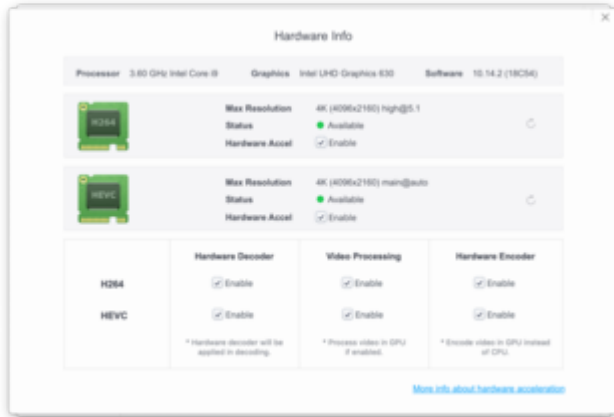 Hardware Info
Processor 3.60 GHz Intel Core i9 Graphics Intel UHD Graphics 630 Software 10.14.2 (18C54)
H264
Max Resolution 4K (4096x2160) high@5.1
Status Available
Hardware Accel Enable
HEVC
Max Resolution 4K (4096x2160) main@auto
Status Available
Hardware Accel Enable
Hardware Decoder Video Processing Hardware Encoder
H264 Enable Enable Enable
HEVC Enable Enable Enable
* Hardware decoder will be * Process video in GPU * Encode video in GPU instead
applied in decoding. if enabled. of CPU.
More info about hardware acceleration